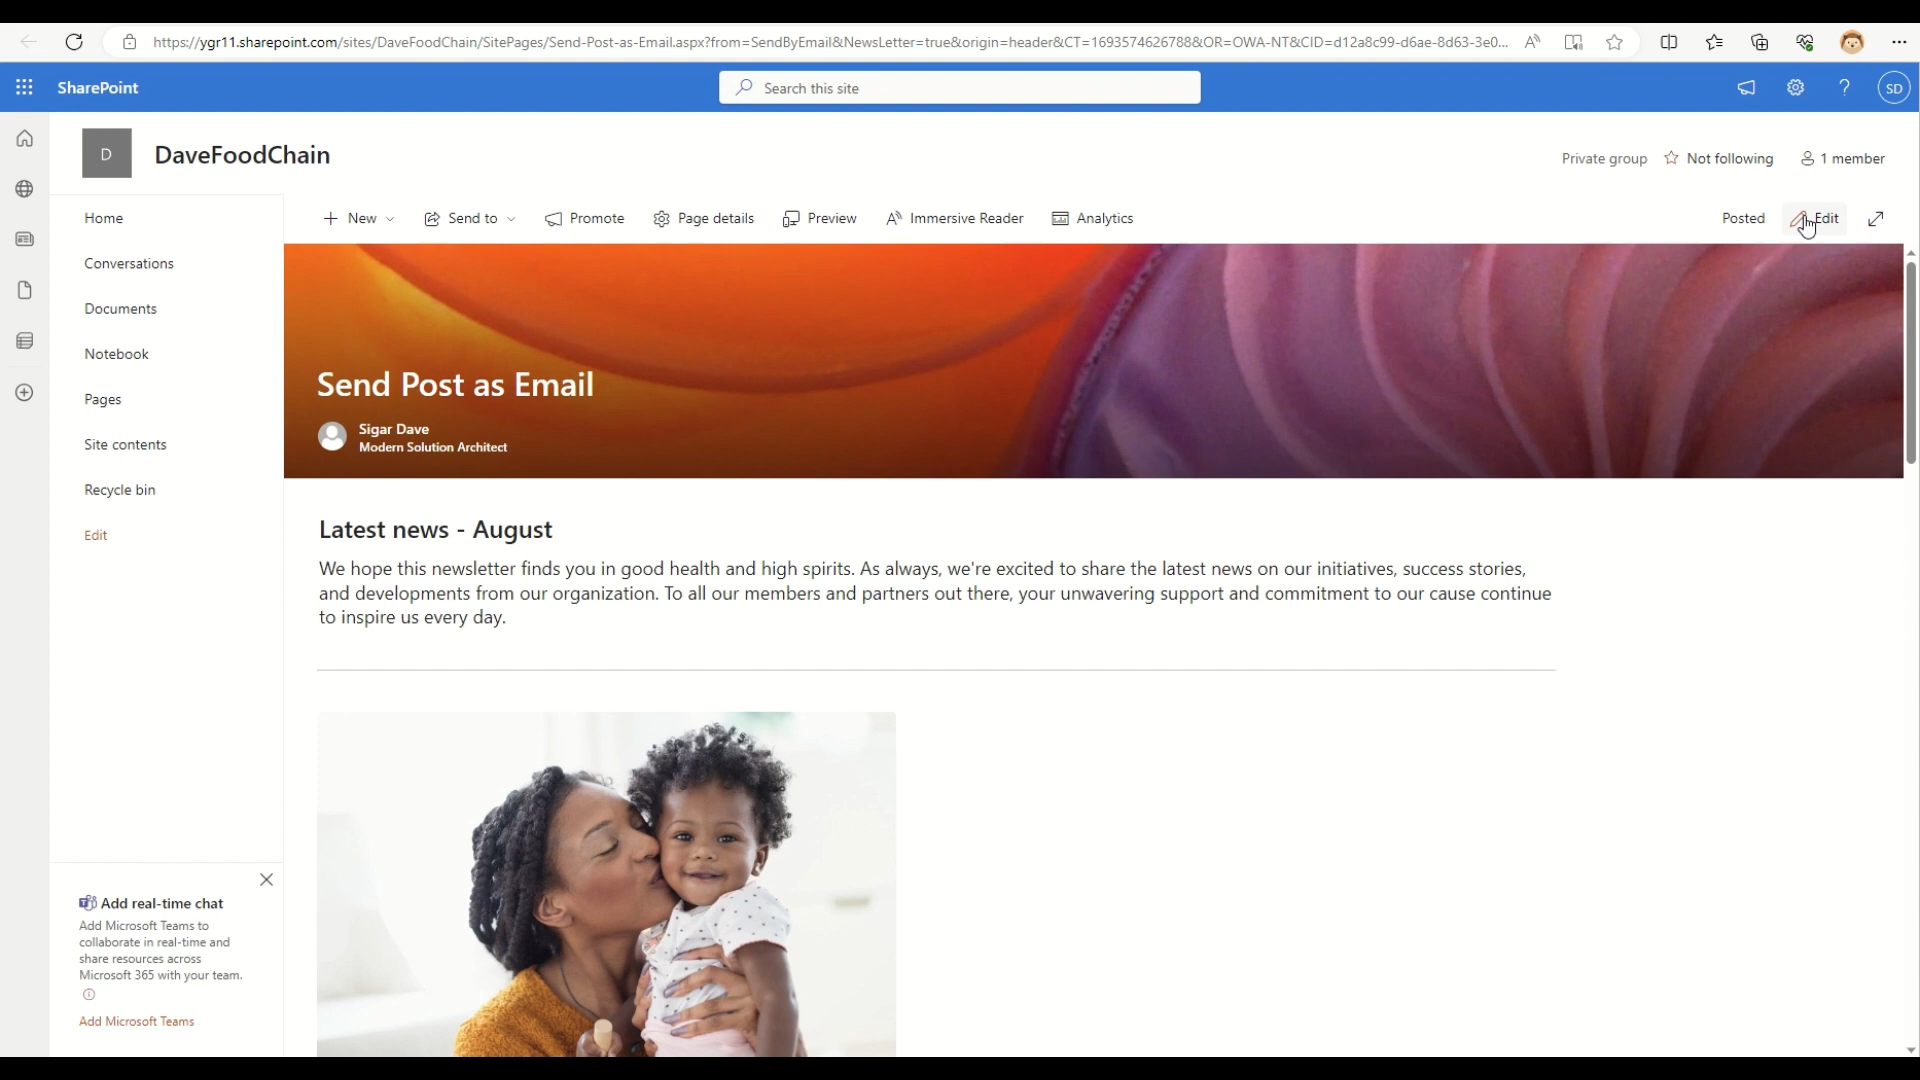 https://ygr11.sharepoint.com/sites/DaveFoodChain/SitePages/Send-Post-as-Email.aspx?from=SendByEmail&NewsLetter=true&origin=header&CT=1693574626788&OR=OWA-NT&CID=d12a8c99-d6ae-8d63-3e0...
SharePoint
Search this site
SD
D
DaveFoodChain
Private group
Not following
1 member
Home
New
Send to
Promote
Page details
Preview
Immersive Reader
Analytics
Posted
Edit
Conversations
Documents
Notebook
Pages
Site contents
Recycle bin
Edit
Send Post as Email
Sigar Dave
Modern Solution Architect
Latest news - August
We hope this newsletter finds you in good health and high spirits. As always, we're excited to share the latest news on our initiatives, success stories,
and developments from our organization. To all our members and partners out there, your unwavering support and commitment to our cause continue
to inspire us every day.
Add real-time chat
Add Microsoft Teams to
collaborate in real-time and
share resources across
Microsoft 365 with your team.
Add Microsoft Teams